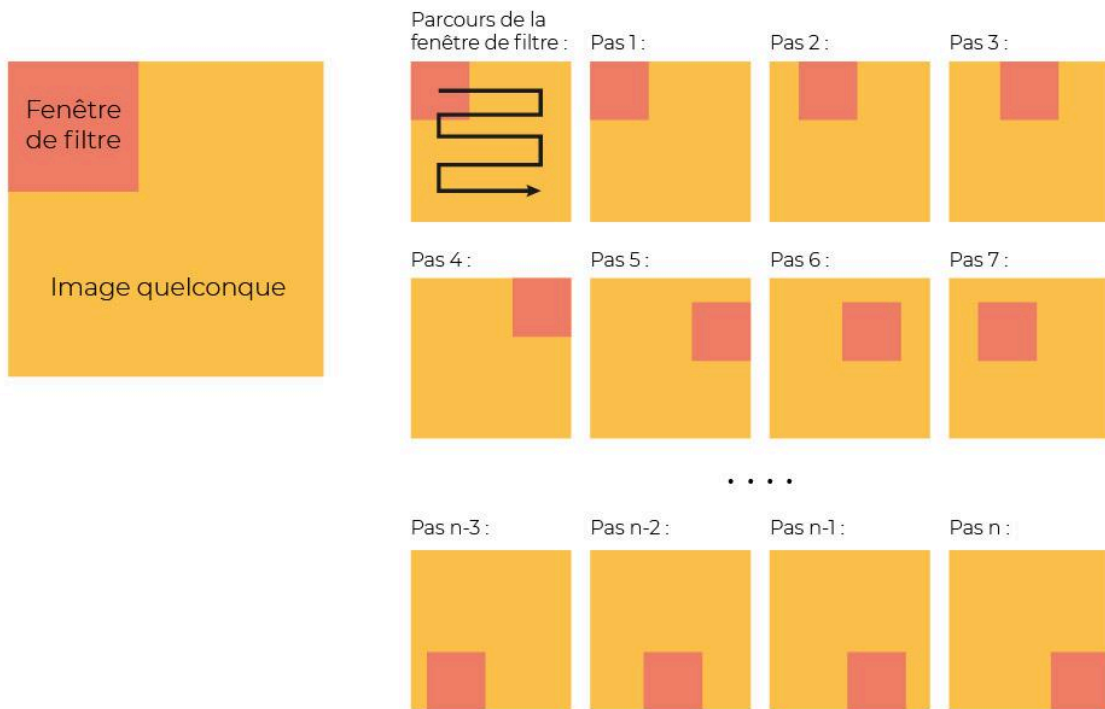 Fenêtre
de filtre
Image quelconque
Parcours de la
fenêtre de filtre :
Pas 1 :
Pas 2 :
Pas 3 :
Pas 4 :
Pas 5 :
Pas 6 :
Pas 7 :
. . . .
Pas n-3 :
Pas n-2 :
Pas n-1 :
Pas n :